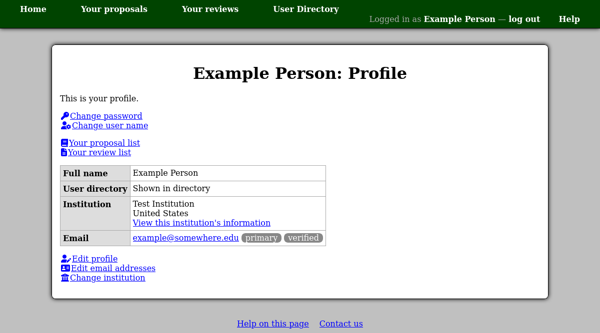 Home Your proposals Your reviews User Directory
Logged in as Example Person — log out Help
Example Person: Profile
This is your profile.
Change password
Change user name
Your proposal list
Your review list
Full name Example Person
User directory Shown in directory
Institution Test Institution
United States
View this institution's information
Email example@somewhere.edu primary verified
Edit profile
Edit email addresses
Change institution
Help on this page Contact us